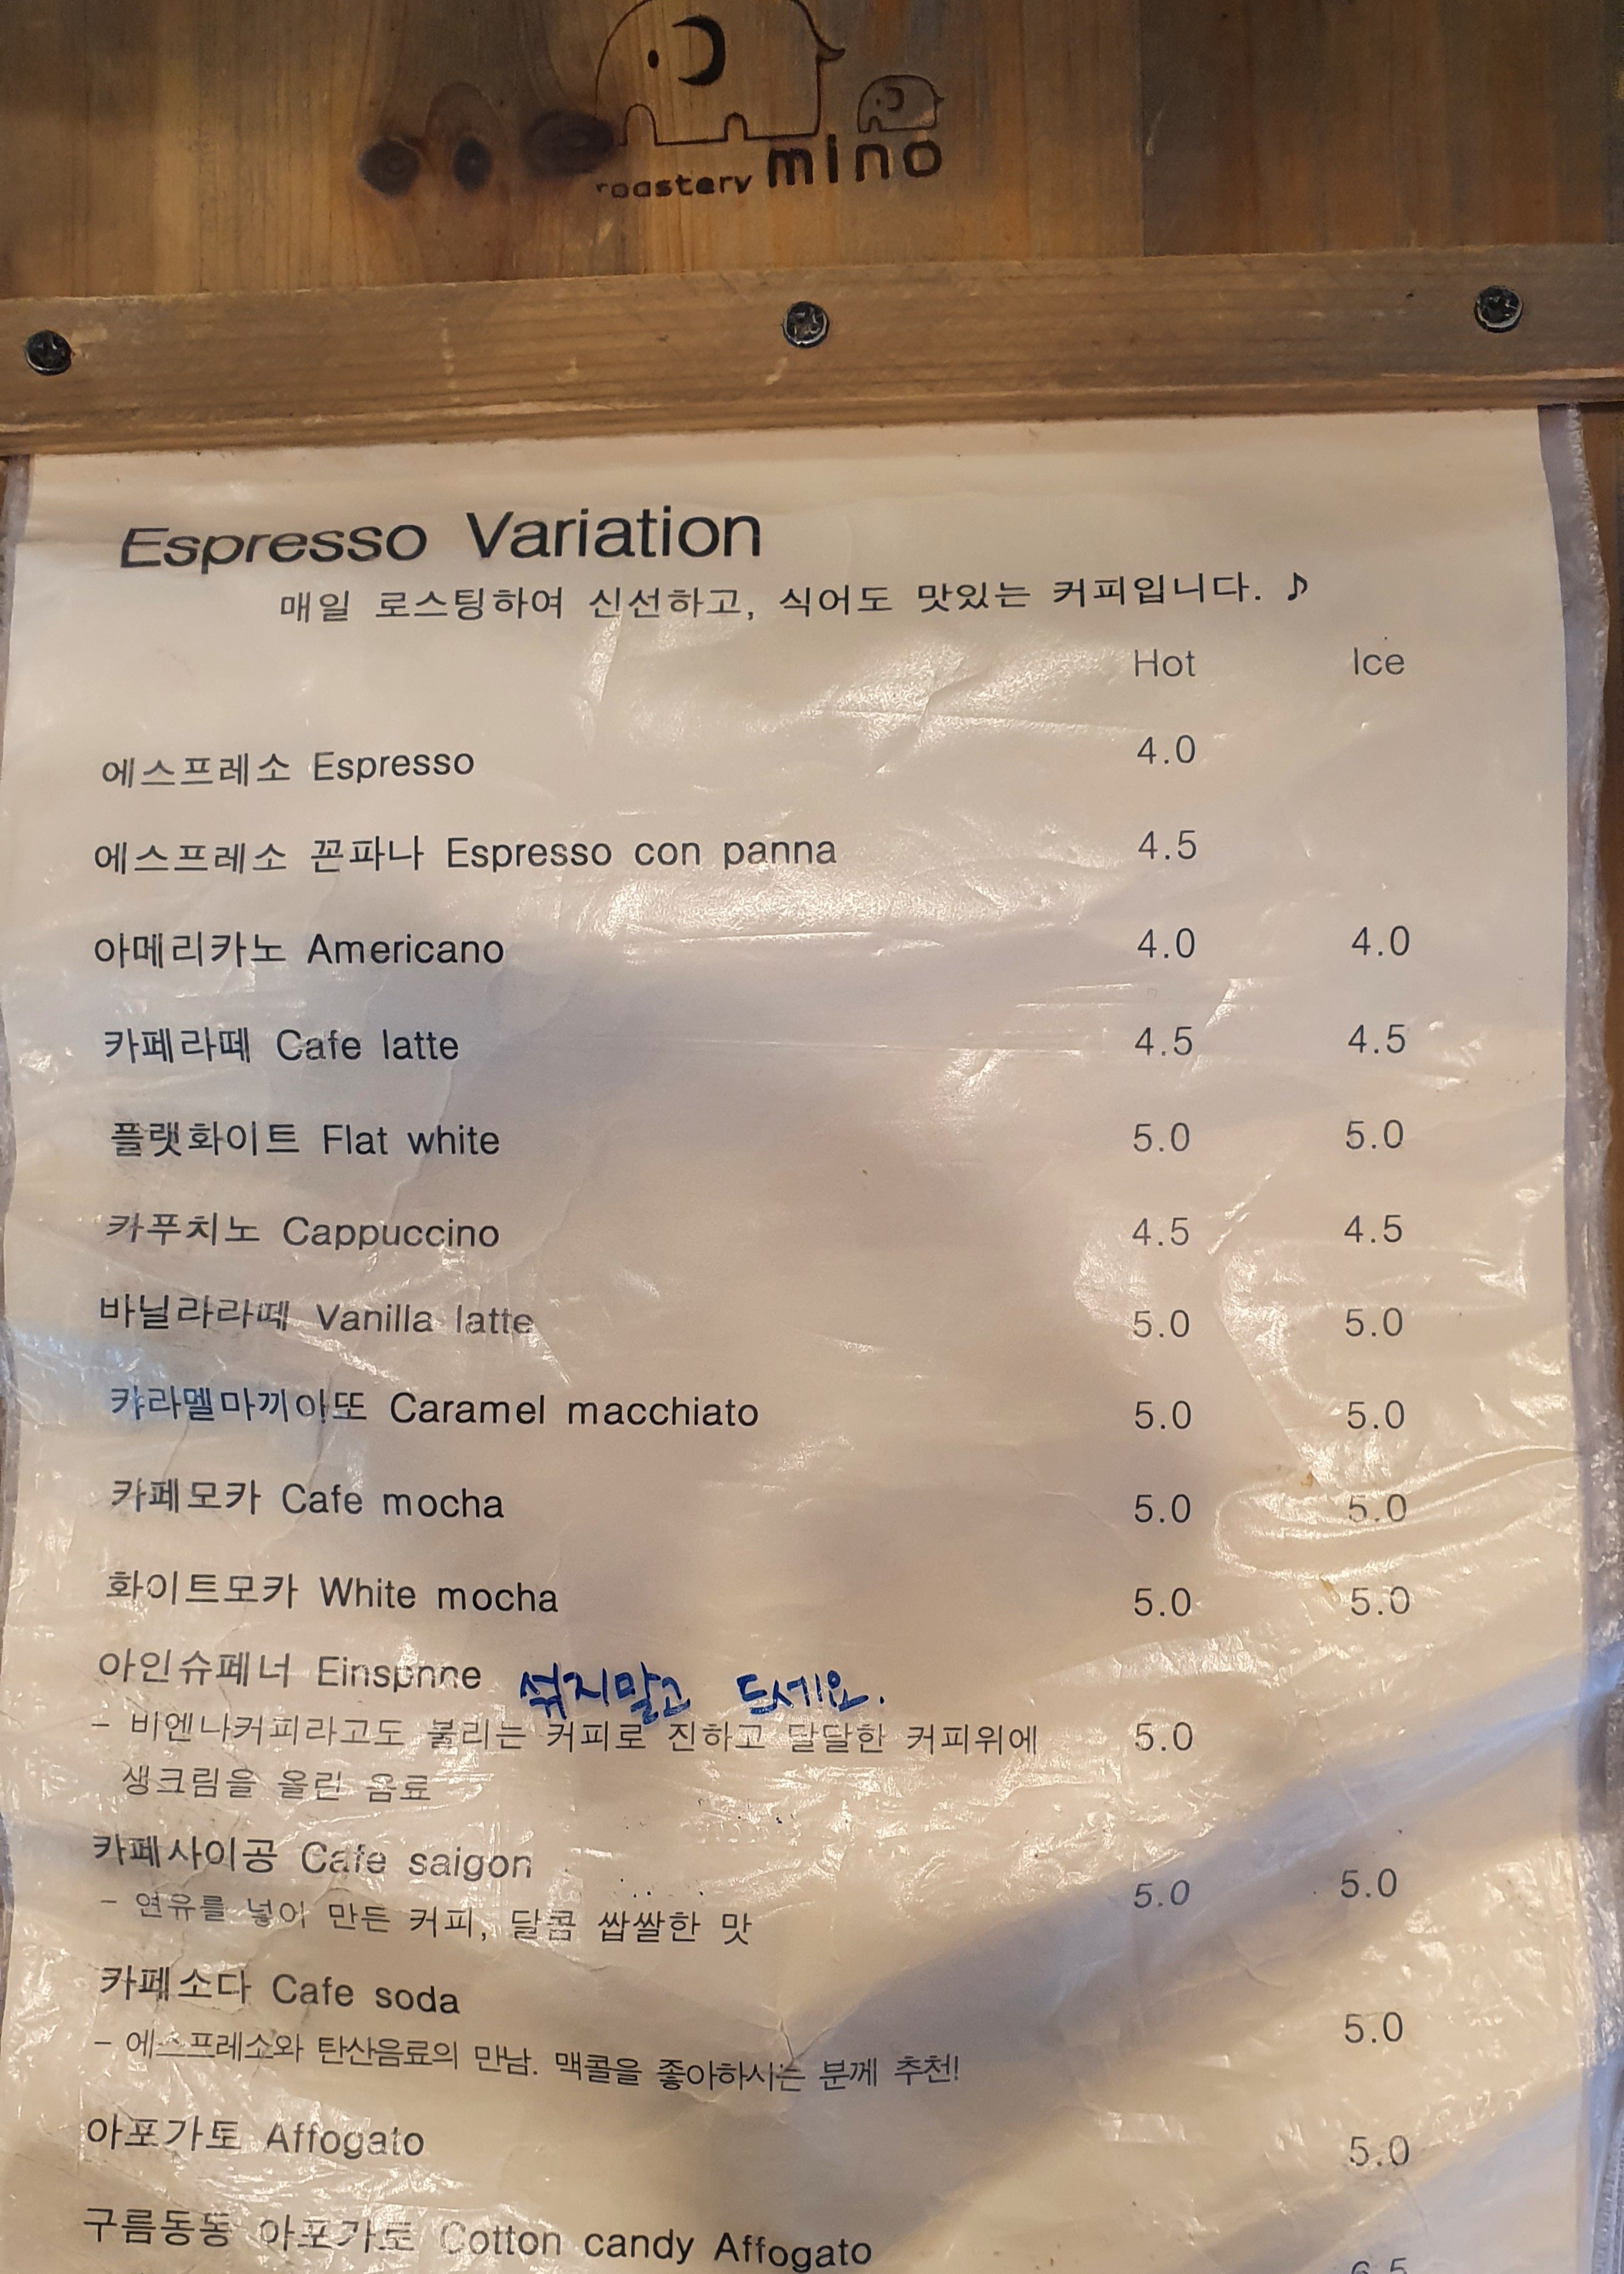 roastery mino
Espresso Variation
매일 로스팅하여 신선하고, 식어도 맛있는 커피입니다. ♪
Hot Ice
에스프레소 Espresso 4.0
에스프레소 꼰파나 Espresso con panna 4.5
아메리카노 Americano 4.0 4.0
카페라떼 Cafe latte 4.5 4.5
플랫화이트 Flat white 5.0 5.0
카푸치노 Cappuccino 4.5 4.5
바닐라라떼 Vanilla latte 5.0 5.0
카라멜마끼아또 Caramel macchiato 5.0 5.0
카페모카 Cafe mocha 5.0 5.0
화이트모카 White mocha 5.0 5.0
아인슈페너 Einspnne 섞지말고 드세요.
- 비엔나커피라고도 불리는 커피로 진하고 달달한 커피위에 5.0
생크림을 올린 음료
카페사이공 Cafe saigon 5.0 5.0
- 연유를 넣어 만든 커피, 달콤 쌉쌀한 맛
카페소다 Cafe soda 5.0
- 에스프레소와 탄산음료의 만남. 맥콜을 좋아하시는 분께 추천!
아포가토 Affogato 5.0
구름동동 아포가토 Cotton candy Affogato 6.5